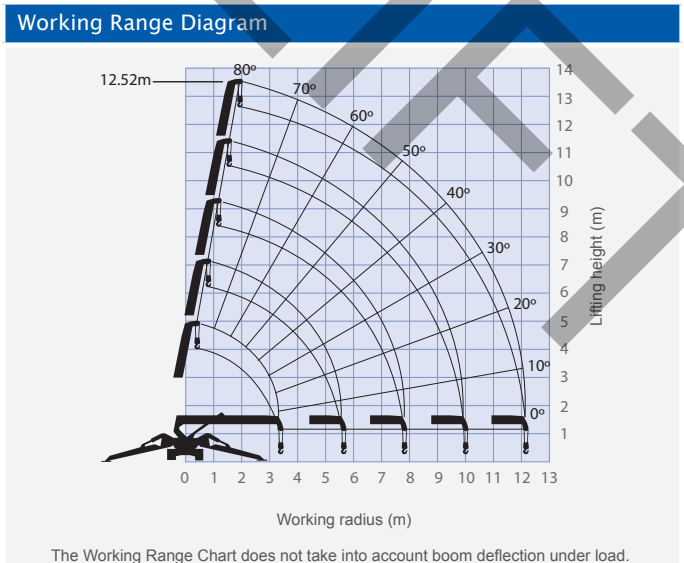 Working Range Diagram
12.52m
80º
70º
60º
50º
40º
30º
20º
10º
0º
14
13
12
11
10
9
8
7
6
5
4
3
2
1
Lifting height (m)
0 1 2 3 4 5 6 7 8 9 10 11 12 13
Working radius (m)
The Working Range Chart does not take into account boom deflection under load.